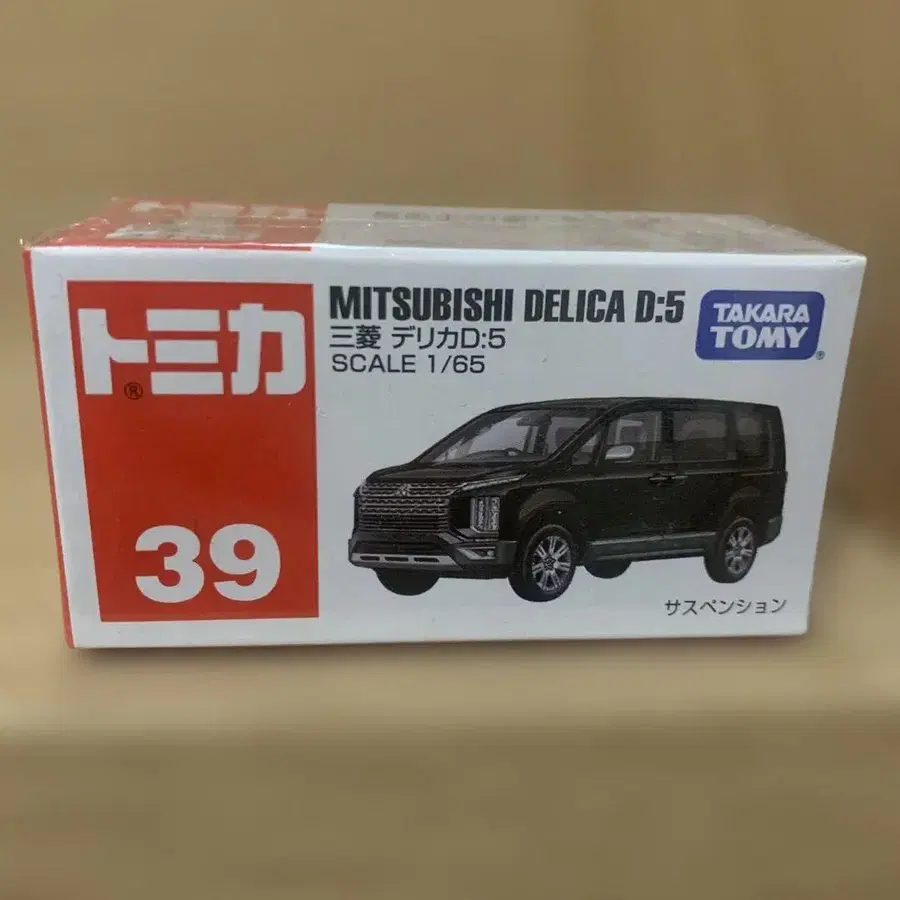 トミカ
®
39
MITSUBISHI DELICA D:5
三菱 デリカD:5
SCALE 1/65
TAKARA
TOMY
®
サスペンション